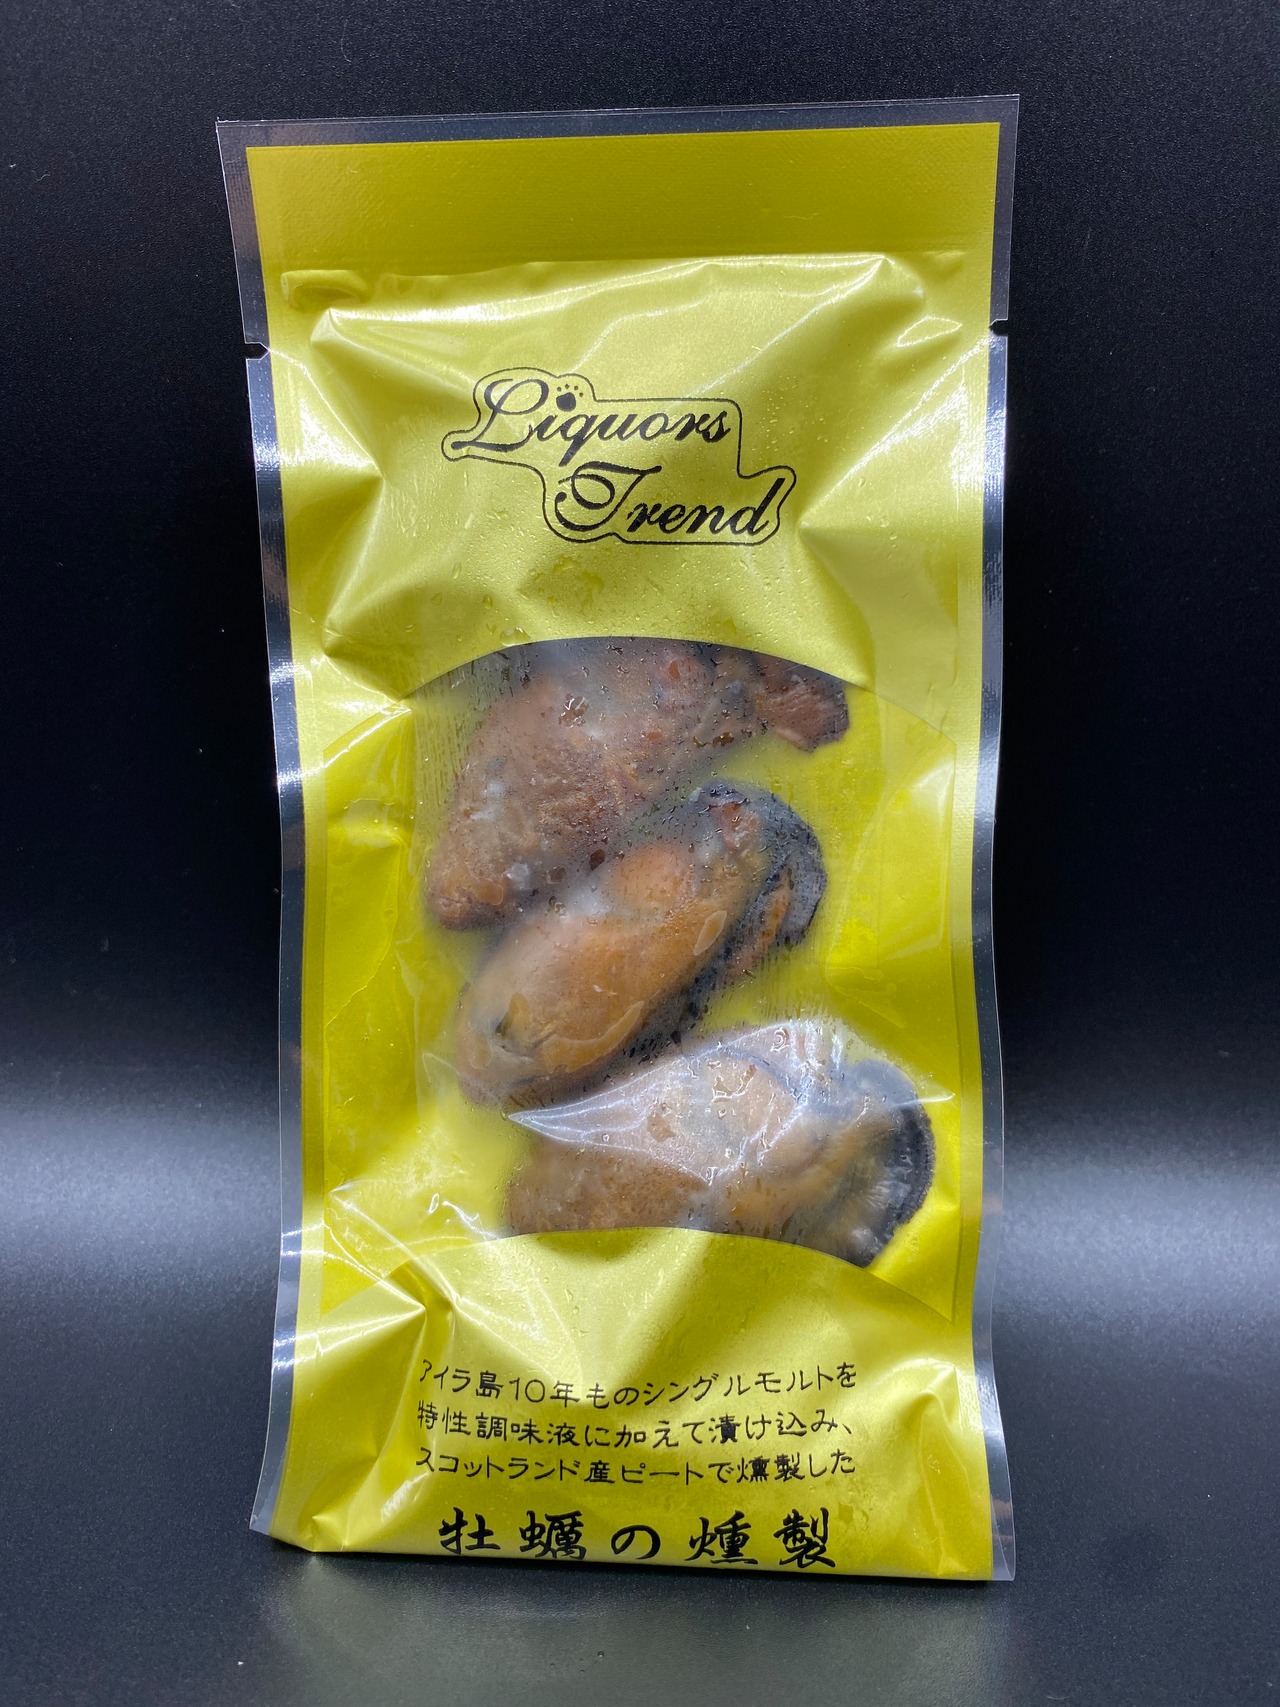 Liquors
Trend
アイラ島10年ものシングルモルトを
特性調味液に加えて漬け込み、
スコットランド産ピートで燻製した
牡蠣の燻製